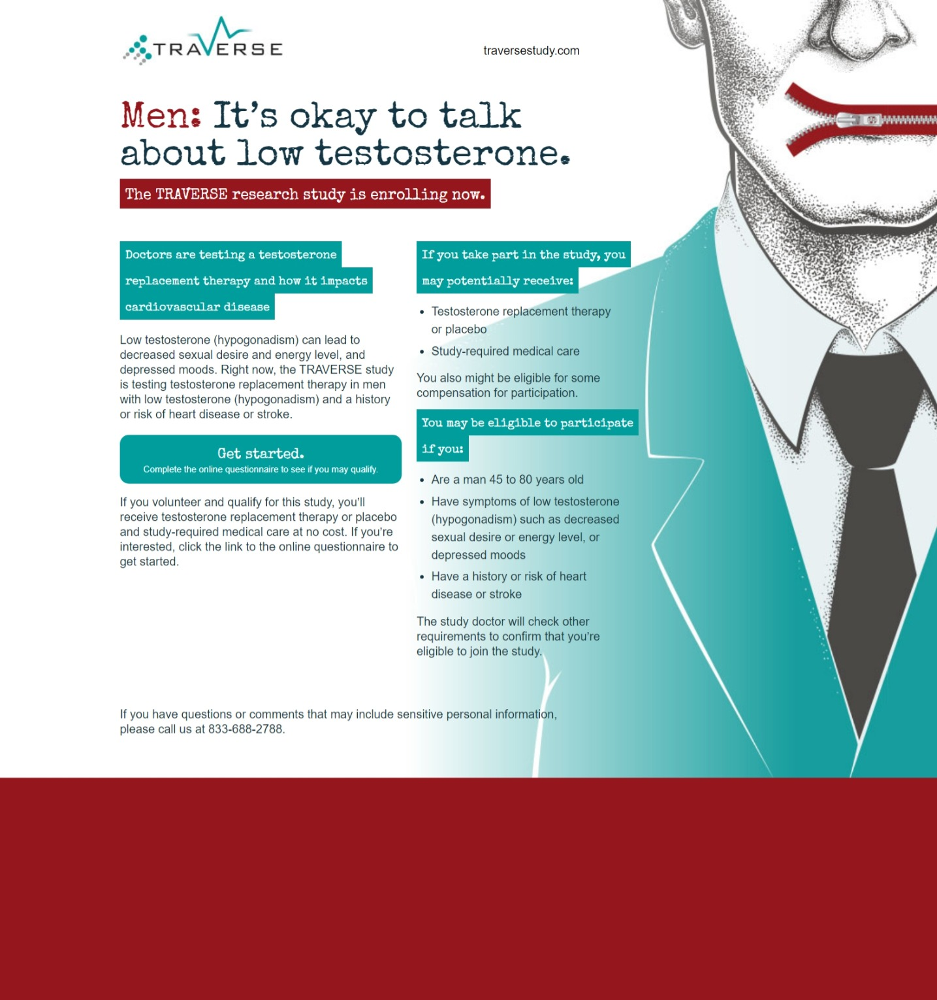 TRAVERSE
traversestudy.com
Men: It’s okay to talk
about low testosterone.
The TRAVERSE research study is enrolling now.
Doctors are testing a testosterone
replacement therapy and how it impacts
cardiovascular disease
Low testosterone (hypogonadism) can lead to
decreased sexual desire and energy level, and
depressed moods. Right now, the TRAVERSE study
is testing testosterone replacement therapy in men
with low testosterone (hypogonadism) and a history
or risk of heart disease or stroke.
Get started.
Complete the online questionnaire to see if you may qualify.
If you volunteer and qualify for this study, you’ll
receive testosterone replacement therapy or placebo
and study-required medical care at no cost. If you’re
interested, click the link to the online questionnaire to
get started.
If you take part in the study, you
may potentially receive:
• Testosterone replacement therapy
or placebo
• Study-required medical care
You also might be eligible for some
compensation for participation.
You may be eligible to participate
if you:
• Are a man 45 to 80 years old
• Have symptoms of low testosterone
(hypogonadism) such as decreased
sexual desire or energy level, or
depressed moods
• Have a history or risk of heart
disease or stroke
The study doctor will check other
requirements to confirm that you’re
eligible to join the study.
If you have questions or comments that may include sensitive personal information,
please call us at 833-688-2788.